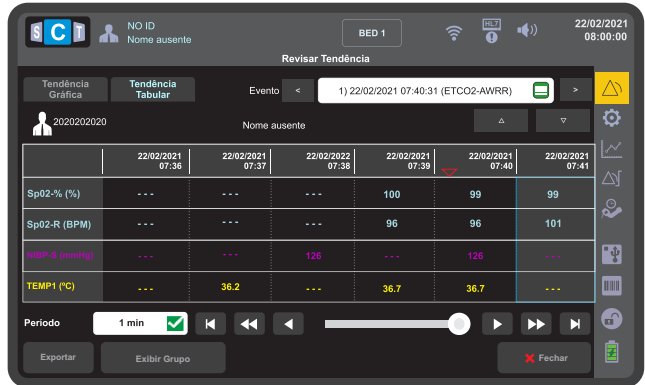 SCT
NO ID
Nome ausente
BED 1
HL7
22/02/2021
08:00:00
Revisar Tendência
Tendência
Gráfica
Tendência
Tabular
Evento
<
1) 22/02/2021 07:40:31 (ETCO2-AWRR)
>
2020202020
Nome ausente
22/02/2021
07:36
22/02/2021
07:37
22/02/2022
07:38
22/02/2021
07:39
22/02/2021
07:40
22/02/2021
07:41
Sp02-% (%) --- --- --- 100 99 99
Sp02-R (BPM) --- --- --- 96 96 101
NIBP-S (mmHg) --- --- 126 --- 126 ---
TEMP1 (ºC) --- 36.2 --- 36.7 36.7 ---
Período
1 min
Exportar
Exibir Grupo
Fechar